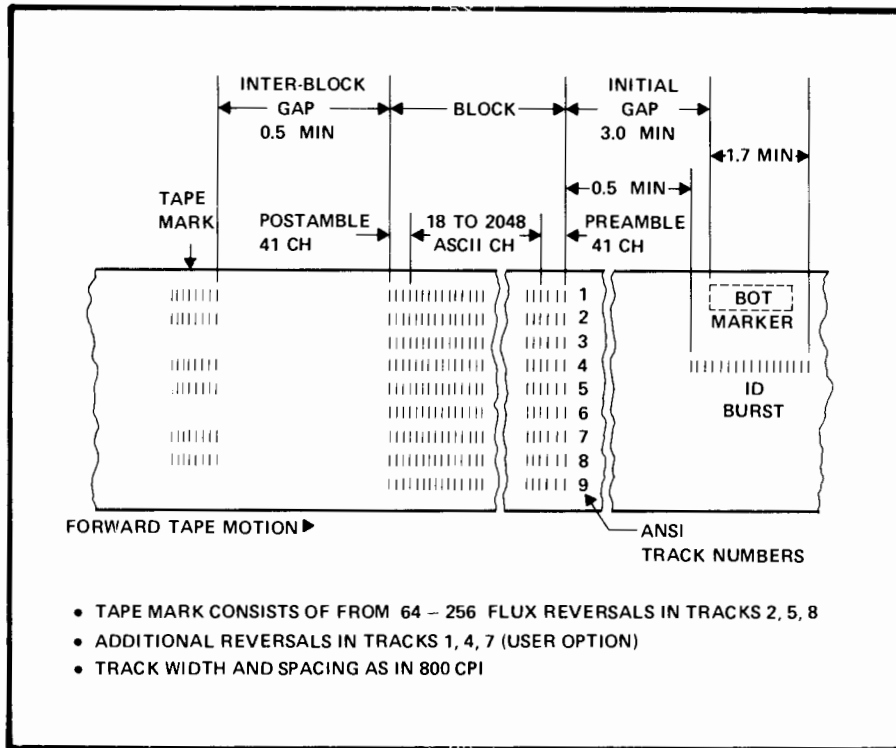 INTER-BLOCK
GAP
0.5 MIN
BLOCK
INITIAL
GAP
3.0 MIN
1.7 MIN
0.5 MIN
TAPE
MARK
POSTAMBLE
41 CH
18 TO 2048
ASCII CH
PREAMBLE
41 CH
1
2
3
4
5
6
7
8
9
BOT
MARKER
ID
BURST
FORWARD TAPE MOTION ▶
ANSI
TRACK NUMBERS
• TAPE MARK CONSISTS OF FROM 64 – 256 FLUX REVERSALS IN TRACKS 2, 5, 8
• ADDITIONAL REVERSALS IN TRACKS 1, 4, 7 (USER OPTION)
• TRACK WIDTH AND SPACING AS IN 800 CPI